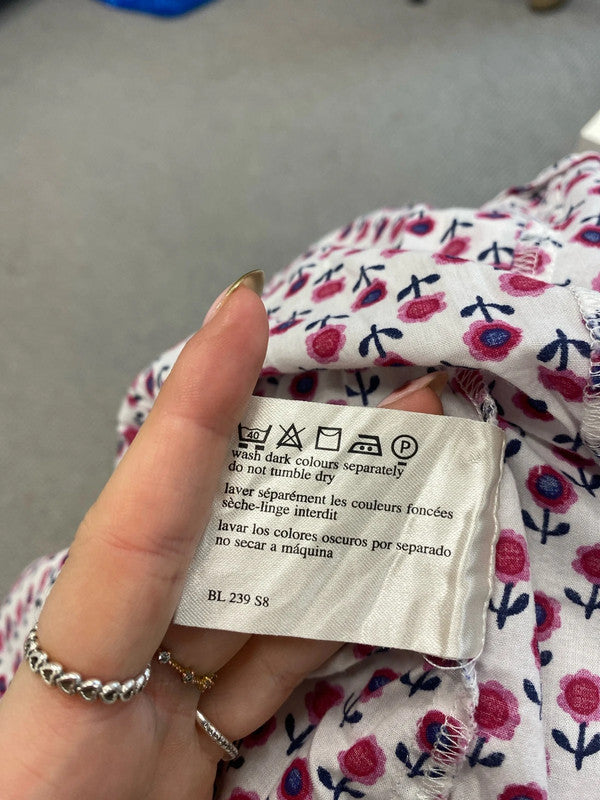 40 P
wash dark colours separately
do not tumble dry
laver séparément les couleurs foncées
sèche-linge interdit
lavar los colores oscuros por separado
no secar a máquina
BL 239 S8